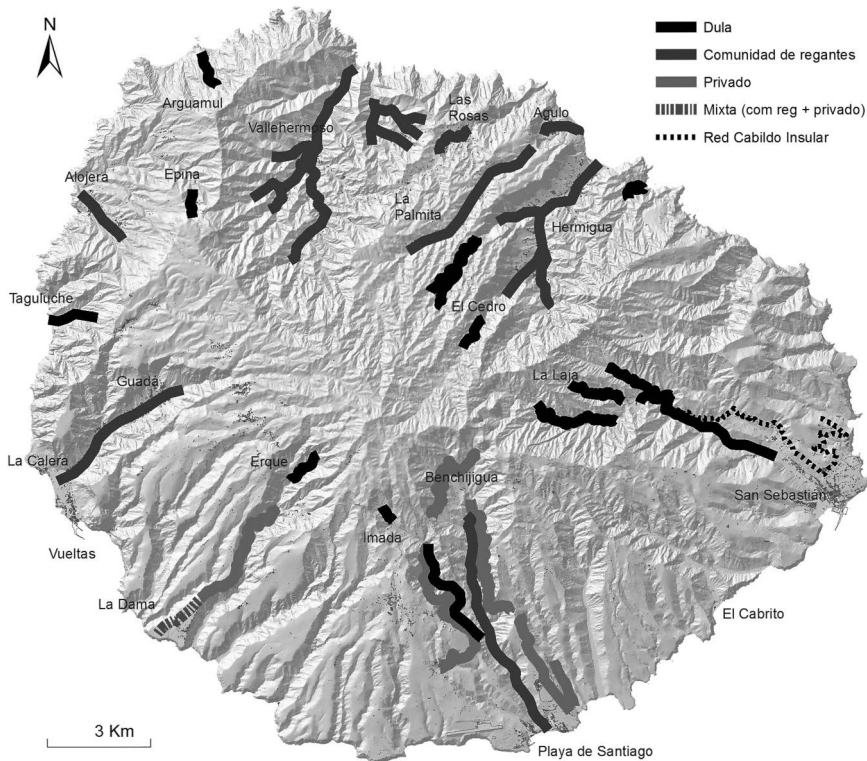 N
Dula
Comunidad de regantes
Privado
Mixta (com reg + privado)
Red Cabildo Insular
Arguamul
Vallehermoso
Las
Rosas
Agulo
Alojera
Epina
La
Palmita
Hermigua
Taguluche
El Cedro
Guadá
La Laja
La Calera
Erque
Benchijigua
San Sebastián
Vueltas
Imada
La Dama
El Cabrito
3 Km
Playa de Santiago